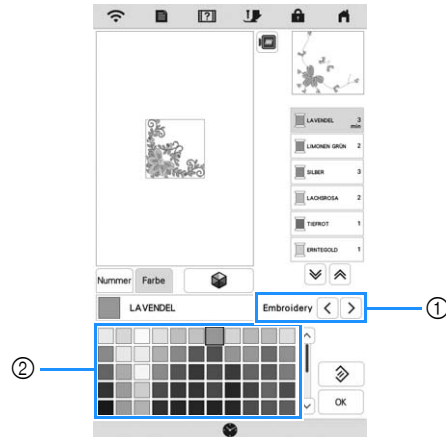 ?
LAVENDEL 3
min
LIMONEN GRÜN 2
SILBER 3
LACHSROSA 2
TIEFROT 1
ERNTEGOLD 1
Nummer Farbe
LAVENDEL Embroidery < >
①
②
OK